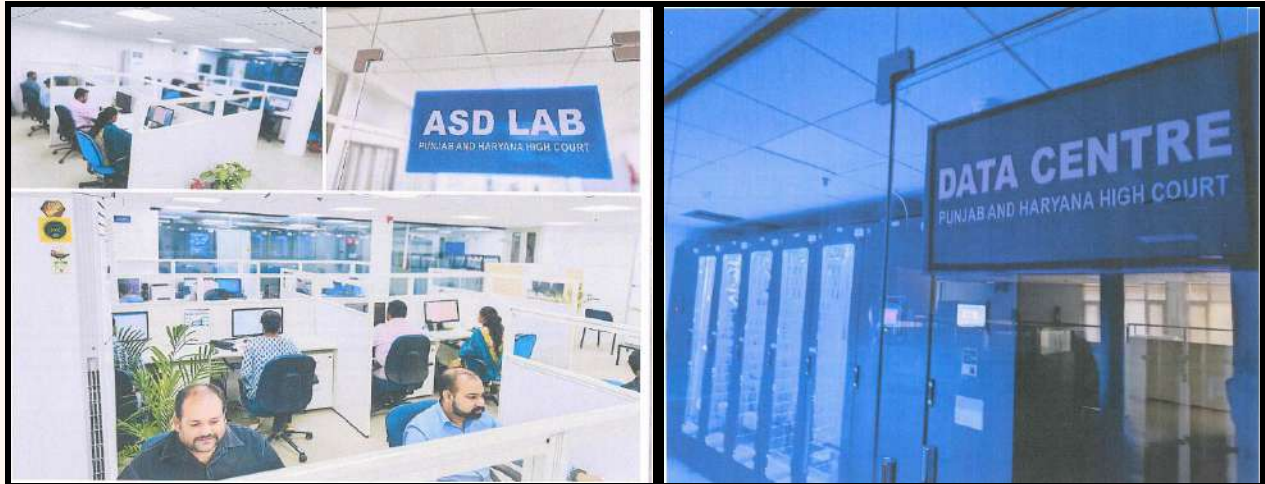 ASD LAB
PUNJAB AND HARYANA HIGH COURT
DATA CENTRE
PUNJAB AND HARYANA HIGH COURT